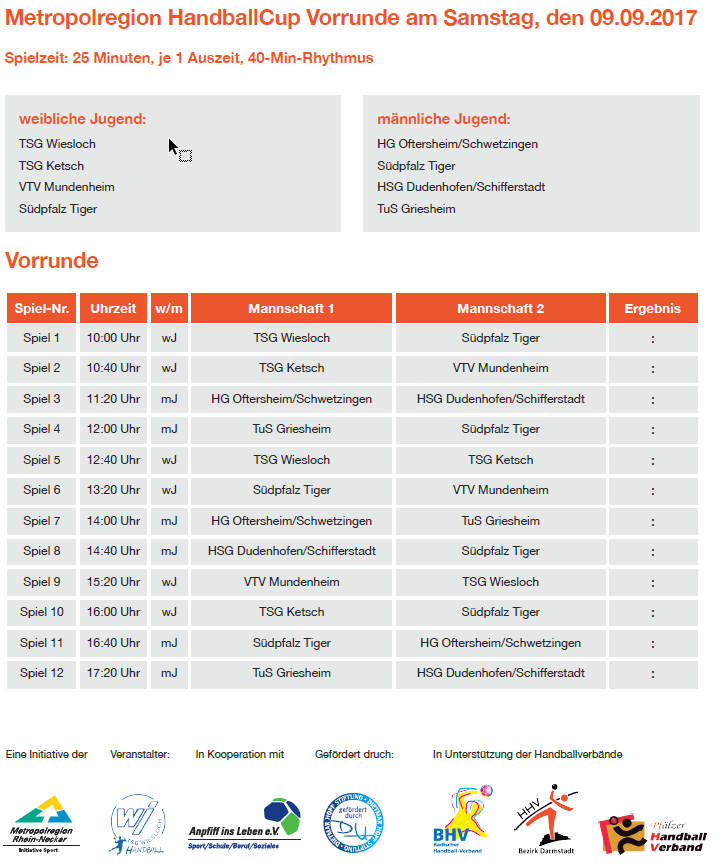 Metropolregion HandballCup Vorrunde am Samstag, den 09.09.2017
Spielzeit: 25 Minuten, je 1 Auszeit, 40-Min-Rhythmus
weibliche Jugend:
TSG Wiesloch
TSG Ketsch
VTV Mundenheim
Südpfalz Tiger
männliche Jugend:
HG Oftersheim/Schwetzingen
Südpfalz Tiger
HSG Dudenhofen/Schifferstadt
TuS Griesheim
Vorrunde
Spiel-Nr. Uhrzeit w/m Mannschaft 1 Mannschaft 2 Ergebnis
Spiel 1 10:00 Uhr wJ TSG Wiesloch Südpfalz Tiger :
Spiel 2 10:40 Uhr wJ TSG Ketsch VTV Mundenheim :
Spiel 3 11:20 Uhr mJ HG Oftersheim/Schwetzingen HSG Dudenhofen/Schifferstadt :
Spiel 4 12:00 Uhr mJ TuS Griesheim Südpfalz Tiger :
Spiel 5 12:40 Uhr wJ TSG Wiesloch TSG Ketsch :
Spiel 6 13:20 Uhr wJ Südpfalz Tiger VTV Mundenheim :
Spiel 7 14:00 Uhr mJ HG Oftersheim/Schwetzingen TuS Griesheim :
Spiel 8 14:40 Uhr mJ HSG Dudenhofen/Schifferstadt Südpfalz Tiger :
Spiel 9 15:20 Uhr wJ VTV Mundenheim TSG Wiesloch :
Spiel 10 16:00 Uhr wJ TSG Ketsch Südpfalz Tiger :
Spiel 11 16:40 Uhr mJ Südpfalz Tiger HG Oftersheim/Schwetzingen :
Spiel 12 17:20 Uhr mJ TuS Griesheim HSG Dudenhofen/Schifferstadt :
Eine Initiative der Veranstalter: In Kooperation mit Gefördert druch: In Unterstützung der Handballverbände
Metropolregion
Rhein-Neckar
Initiative Sport
wi
TSG WIESLOCH
HANDBALL
Anpfiff ins Leben e.V.
Sport/Schule/Beruf/Soziales
DIETMAR HOPP STIFTUNG
gefördert
durch
DU
BHV
Badischer
Handball-Verband
HHV
Bezirk Darmstadt
Pfälzer
Handball
Verband